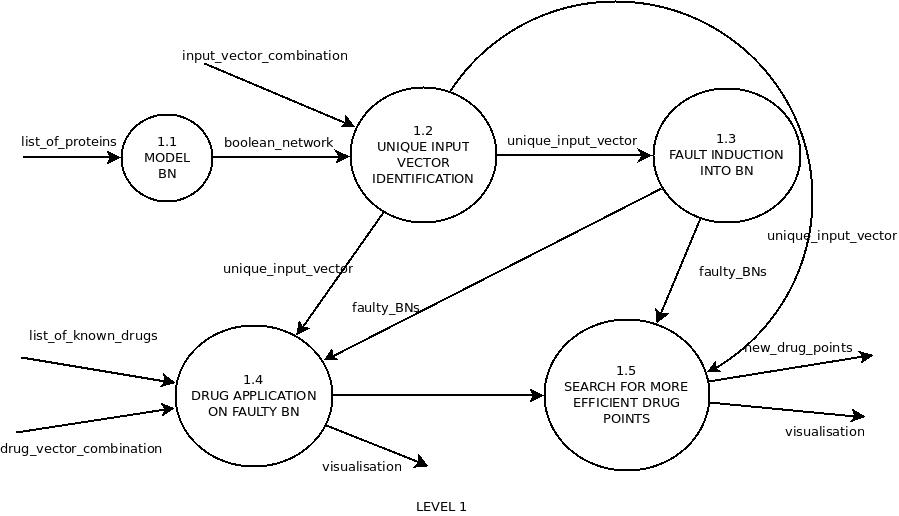 input_vector_combination
list_of_proteins
1.1
MODEL
BN
boolean_network
1.2
UNIQUE INPUT
VECTOR
IDENTIFICATION
unique_input_vector
1.3
FAULT INDUCTION
INTO BN
unique_input_vector
unique_input_vector
faulty_BNs
faulty_BNs
list_of_known_drugs
new_drug_points
1.4
DRUG APPLICATION
ON FAULTY BN
1.5
SEARCH FOR MORE
EFFICIENT DRUG
POINTS
drug_vector_combination
visualisation
visualisation
LEVEL 1